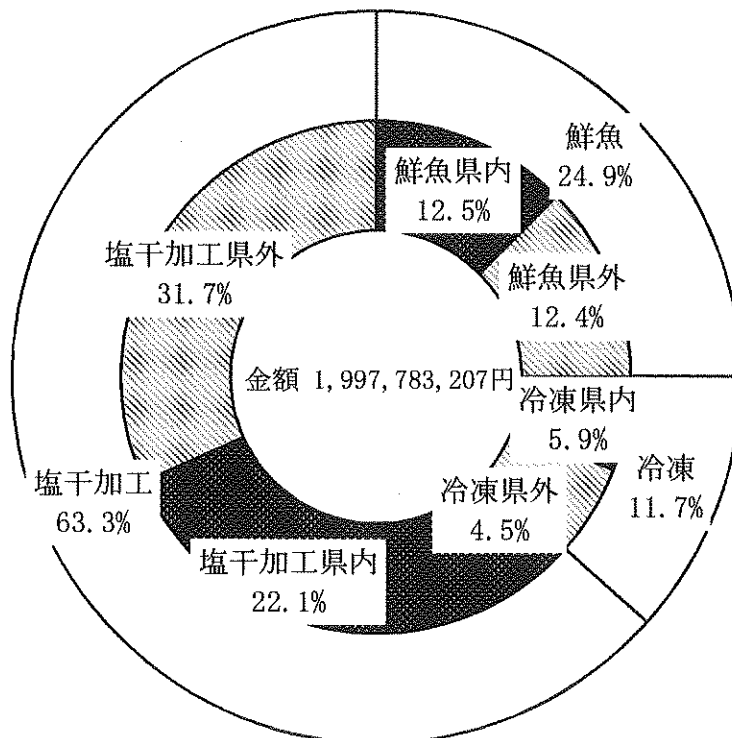 鮮魚
24.9%
鮮魚県内
12.5%
鮮魚県外
12.4%
塩干加工県外
31.7%
金額 1,997,783,207円
冷凍県内
5.9%
冷凍
11.7%
冷凍県外
4.5%
塩干加工
63.3%
塩干加工県内
22.1%